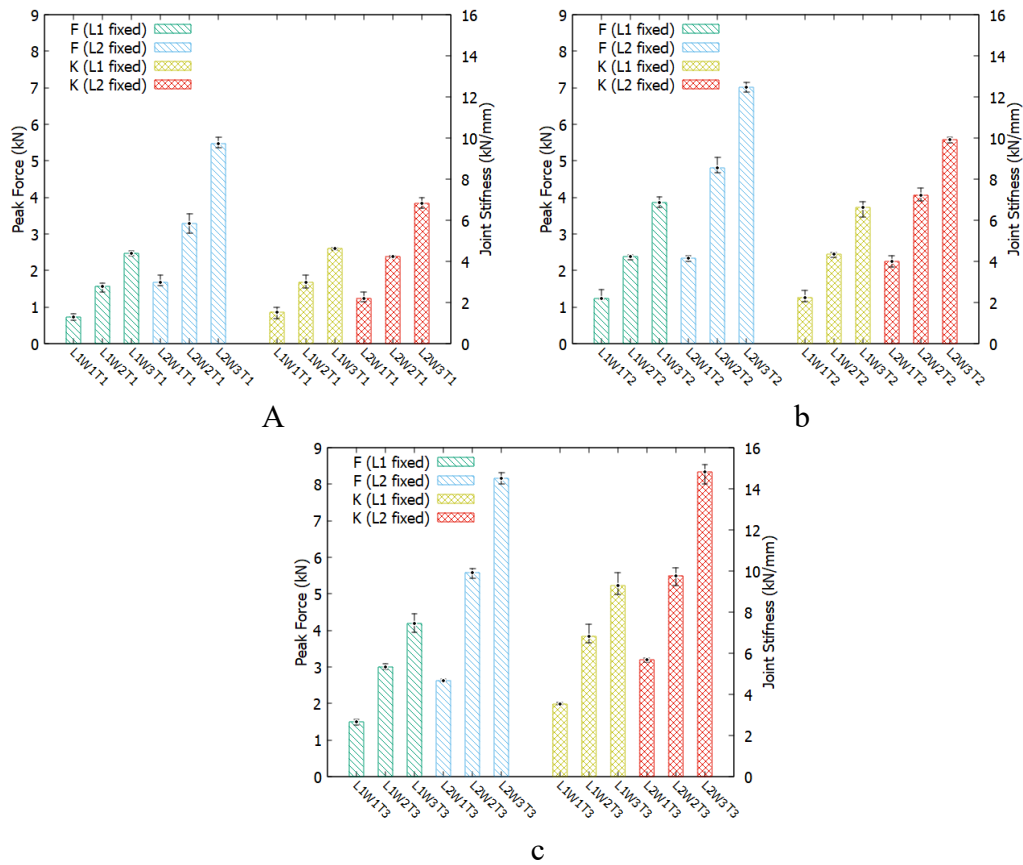 9
8
7
6
5
4
3
2
1
0
Peak Force (kN)
F (L1 fixed)
F (L2 fixed)
K (L1 fixed)
K (L2 fixed)
16
14
12
10
8
6
4
2
0
Joint Stifness (kN/mm)
L1W1T1
L1W2T1
L1W3T1
L2W1T1
L2W2T1
L2W3T1
L1W1T1
L1W2T1
L1W3T1
L2W1T1
L2W2T1
L2W3T1
A
9
8
7
6
5
4
3
2
1
0
Peak Force (kN)
F (L1 fixed)
F (L2 fixed)
K (L1 fixed)
K (L2 fixed)
16
14
12
10
8
6
4
2
0
Joint Stifness (kN/mm)
L1W1T2
L1W2T2
L1W3T2
L2W1T2
L2W2T2
L2W3T2
L1W1T2
L1W2T2
L1W3T2
L2W1T2
L2W2T2
L2W3T2
b
9
8
7
6
5
4
3
2
1
0
Peak Force (kN)
F (L1 fixed)
F (L2 fixed)
K (L1 fixed)
K (L2 fixed)
16
14
12
10
8
6
4
2
0
Joint Stifness (kN/mm)
L1W1T3
L1W2T3
L1W3T3
L2W1T3
L2W2T3
L2W3T3
L1W1T3
L1W2T3
L1W3T3
L2W1T3
L2W2T3
L2W3T3
c